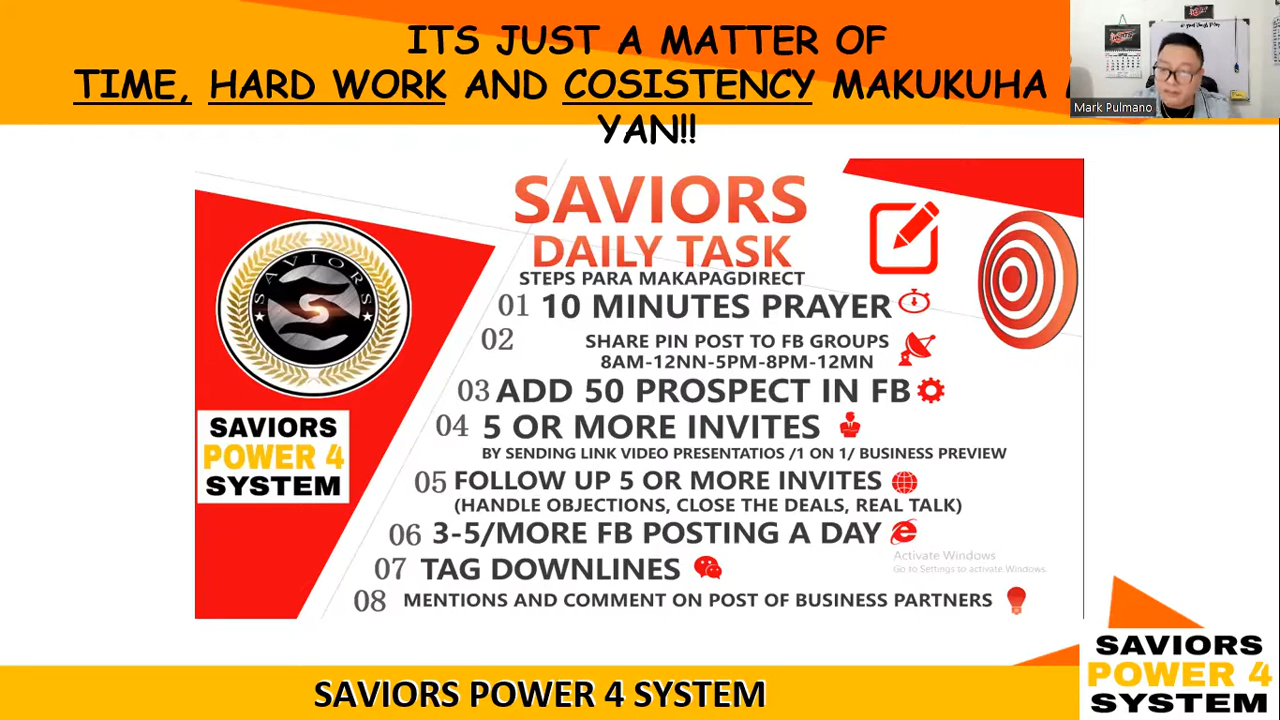 ITS JUST A MATTER OF
TIME, HARD WORK AND COSISTENCY MAKUKUHA
YAN!!
Mark Pulmano
SAVIORS
DAILY TASK
STEPS PARA MAKAPAGDIRECT
01 10 MINUTES PRAYER
02 SHARE PIN POST TO FB GROUPS
8AM-12NN-5PM-8PM-12MN
03 ADD 50 PROSPECT IN FB
04 5 OR MORE INVITES
BY SENDING LINK VIDEO PRESENTATIOS /1 ON 1/ BUSINESS PREVIEW
05 FOLLOW UP 5 OR MORE INVITES
(HANDLE OBJECTIONS, CLOSE THE DEALS, REAL TALK)
06 3-5/MORE FB POSTING A DAY
07 TAG DOWNLINES
08 MENTIONS AND COMMENT ON POST OF BUSINESS PARTNERS
SAVIORS
SAVIORS
POWER 4
SYSTEM
Activate Windows
Go to Settings to activate Windows.
SAVIORS POWER 4 SYSTEM
SAVIORS
POWER 4
SYSTEM